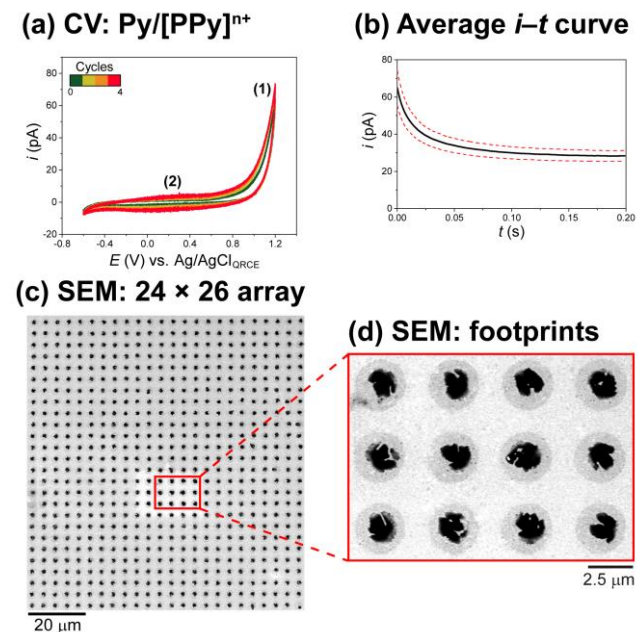 (a) CV: Py/[PPy]ⁿ⁺
(b) Average i–t curve
Cycles
0 4
(1)
(2)
i (pA)
80
60
40
20
0
-20
-0.8 -0.4 0.0 0.4 0.8 1.2
E (V) vs. Ag/AgCl_QRCE
i (pA)
80
60
40
20
0
0.00 0.05 0.10 0.15 0.20
t (s)
(c) SEM: 24 × 26 array
(d) SEM: footprints
20 μm
2.5 μm